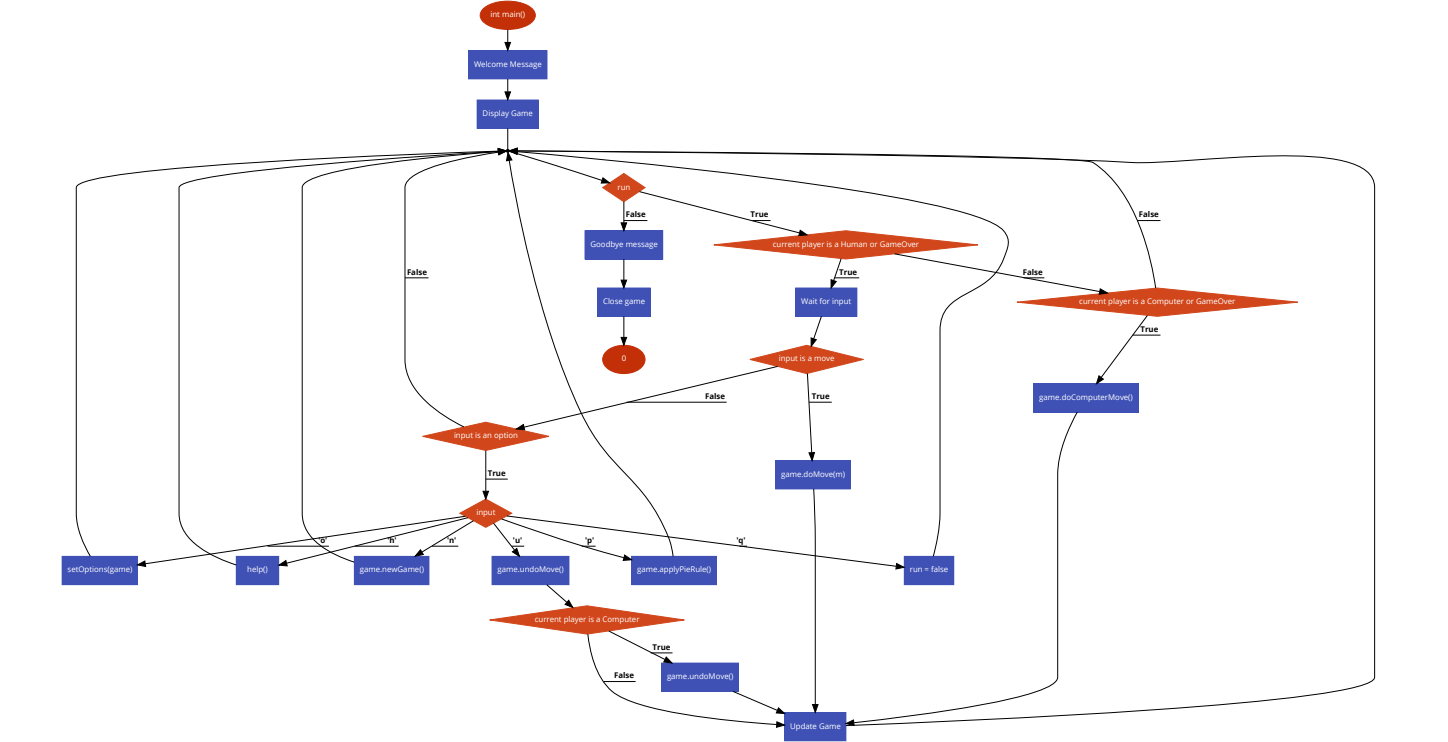 int main()
Welcome Message
Display Game
run
False
True
Goodbye message
current player is a Human or GameOver
False
False
True
False
Close game
Wait for input
current player is a Computer or GameOver
True
0
input is a move
False
True
game.doComputerMove()
input is an option
True
game.doMove(m)
input
'o'
'h'
'n'
'u'
'p'
'q'
setOptions(game)
help()
game.newGame()
game.undoMove()
game.applyPieRule()
run = false
current player is a Computer
True
False
game.undoMove()
Update Game